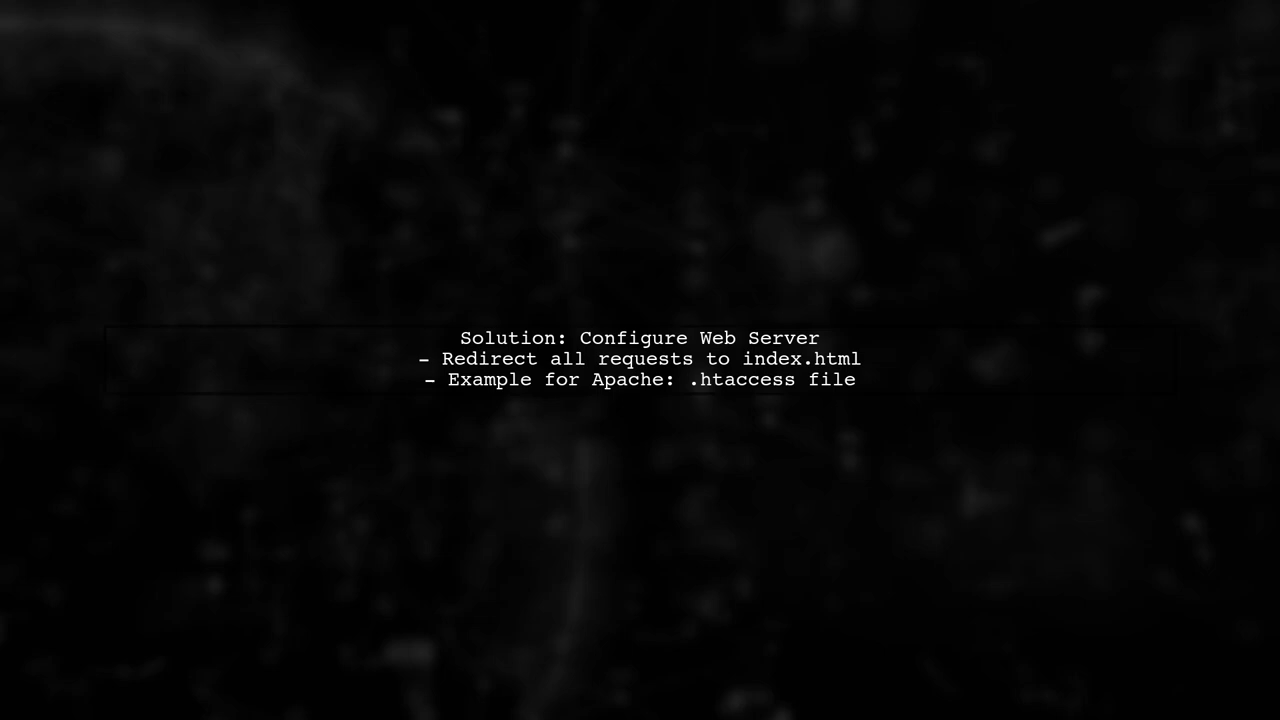 Solution: Configure Web Server
- Redirect all requests to index.html
- Example for Apache: .htaccess file